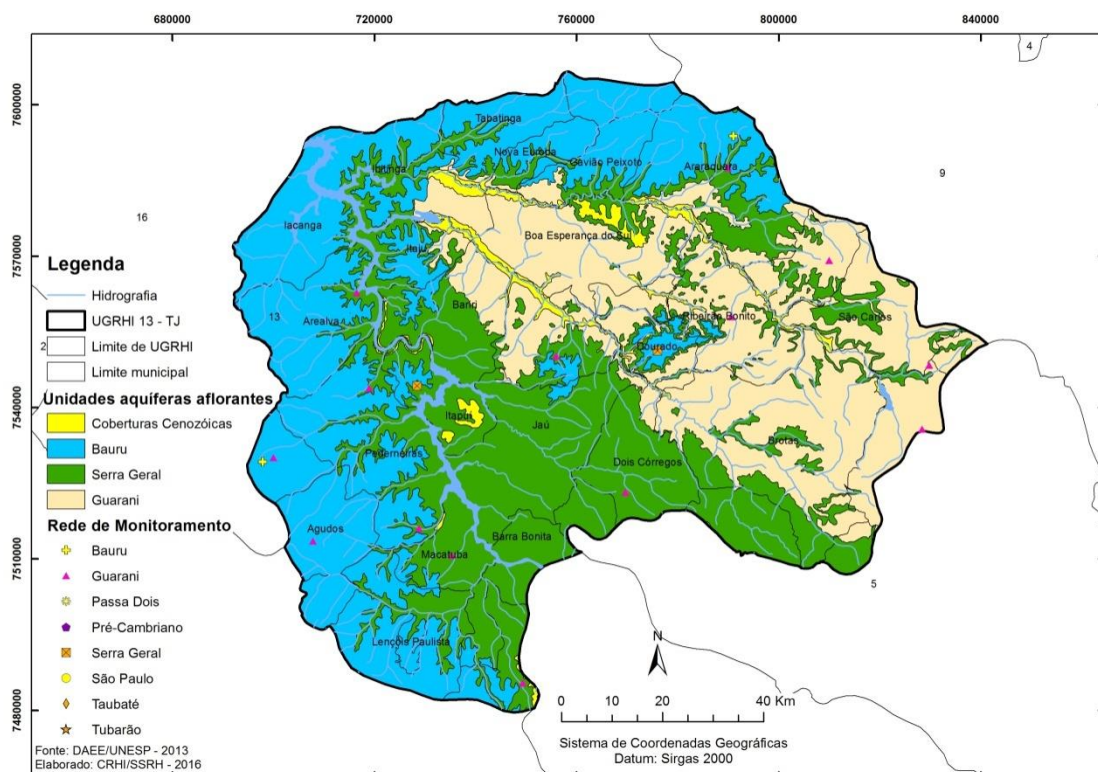 680000
720000
760000
800000
840000
7600000
7570000
7540000
7510000
7480000
4
9
16
13
2
5
Tabatinga
Nova Europa
Gavião Peixoto
Araraquara
Ibitinga
Iacanga
Boa Esperança do Sul
Itaju
Bariri
Arealva
Ribeirão Bonito
São Carlos
Dourado
Itapuí
Jaú
Brotas
Pederneiras
Dois Córregos
Agudos
Macatuba
Barra Bonita
Lençóis Paulista
Legenda
Hidrografia
UGRHI 13 - TJ
Limite de UGRHI
Limite municipal
Unidades aquíferas aflorantes
Coberturas Cenozóicas
Bauru
Serra Geral
Guarani
Rede de Monitoramento
Bauru
Guarani
Passa Dois
Pré-Cambriano
Serra Geral
São Paulo
Taubaté
Tubarão
Fonte: DAEE/UNESP - 2013
Elaborado: CRHI/SSRH - 2016
N
0 10 20 40 Km
Sistema de Coordenadas Geográficas
Datum: Sirgas 2000